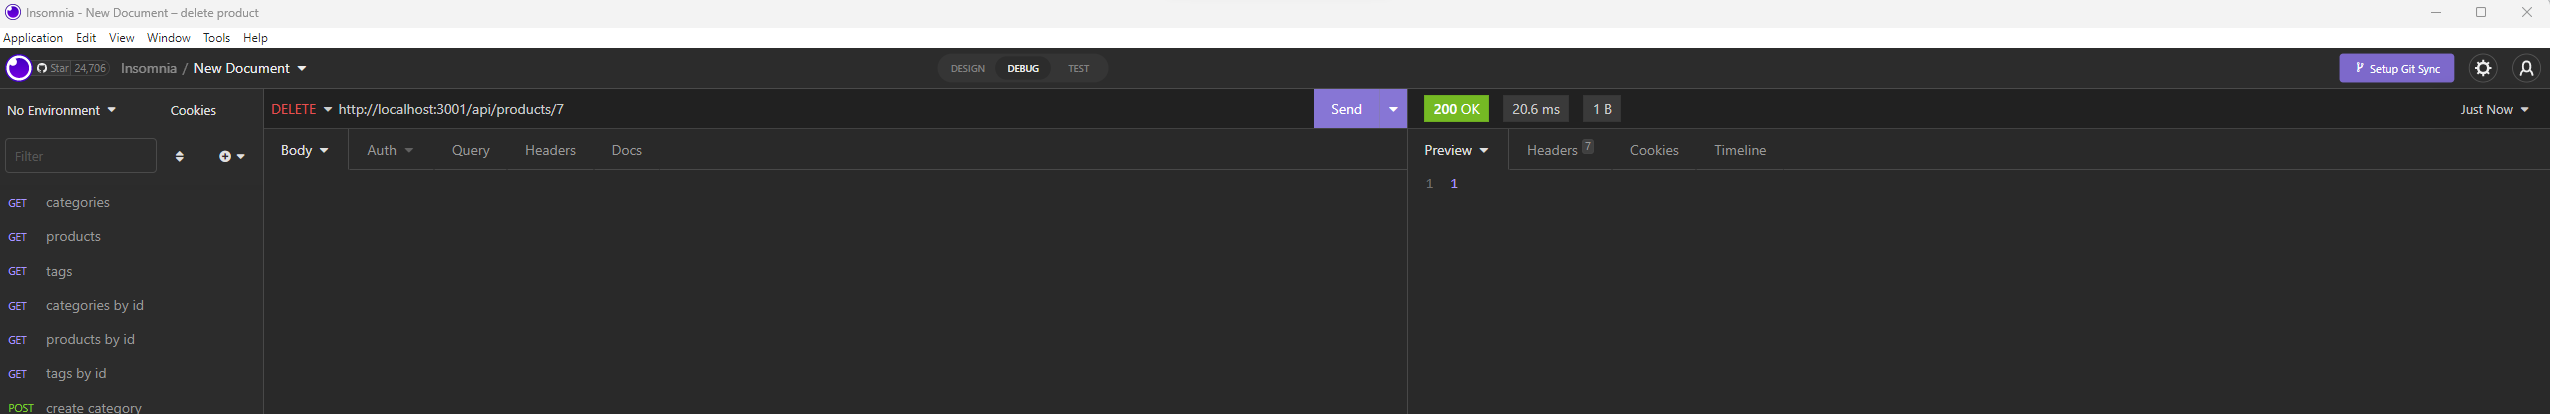 Insomnia - New Document – delete product
Application Edit View Window Tools Help
Star 24,706 Insomnia / New Document DESIGN DEBUG TEST Setup Git Sync
No Environment Cookies DELETE http://localhost:3001/api/products/7 Send 200 OK 20.6 ms 1 B Just Now
Filter Body Auth Query Headers Docs Preview Headers 7 Cookies Timeline
1 1
GET categories
GET products
GET tags
GET categories by id
GET products by id
GET tags by id
POST create category